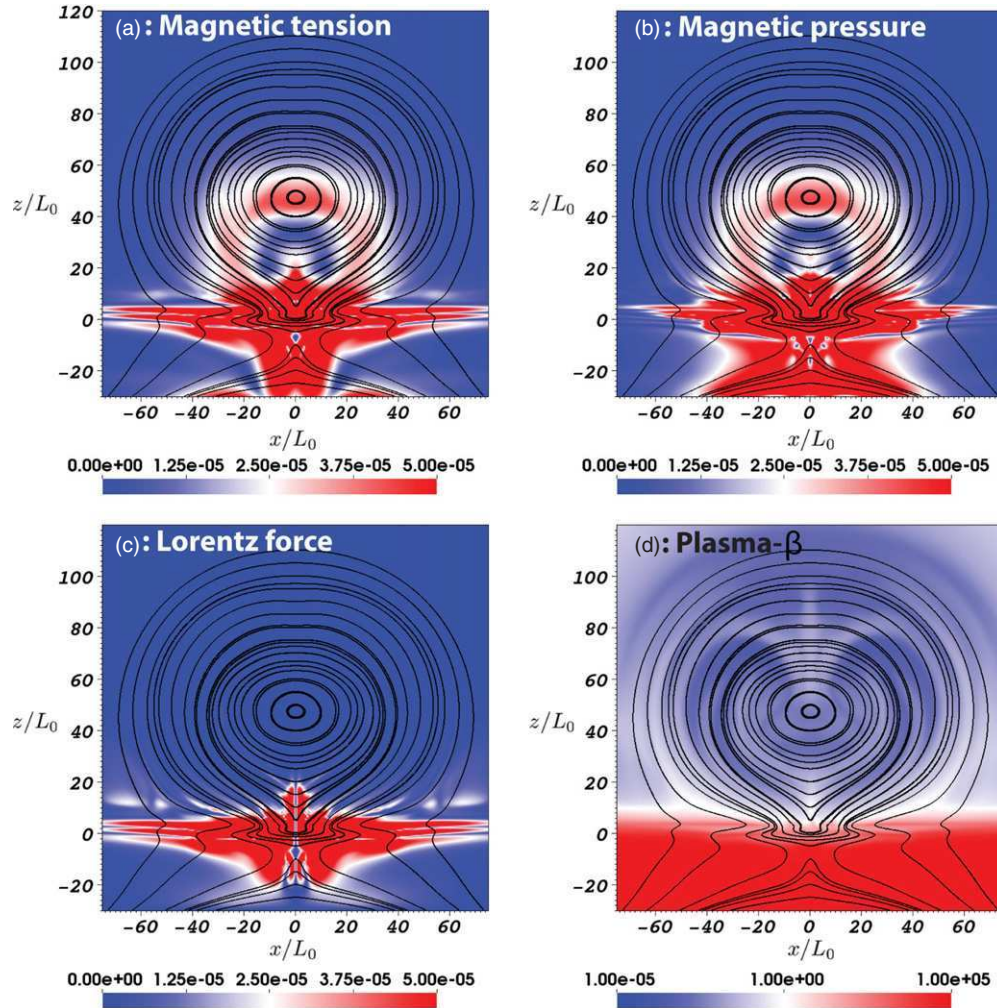 (a): Magnetic tension
120
100
80
60
40
20
0
−20
z/L₀
−60 −40 −20 0 20 40 60
x/L₀
0.00e+00 1.25e-05 2.50e-05 3.75e-05 5.00e-05
(b): Magnetic pressure
100
80
60
40
20
0
−20
z/L₀
−60 −40 −20 0 20 40 60
x/L₀
0.00e+00 1.25e-05 2.50e-05 3.75e-05 5.00e-05
(c): Lorentz force
100
80
60
40
20
0
−20
z/L₀
−60 −40 −20 0 20 40 60
x/L₀
0.00e+00 1.25e-05 2.50e-05 3.75e-05 5.00e-05
(d): Plasma-β
100
80
60
40
20
0
−20
z/L₀
−60 −40 −20 0 20 40 60
x/L₀
1.00e-05 1.00e+00 1.00e+05